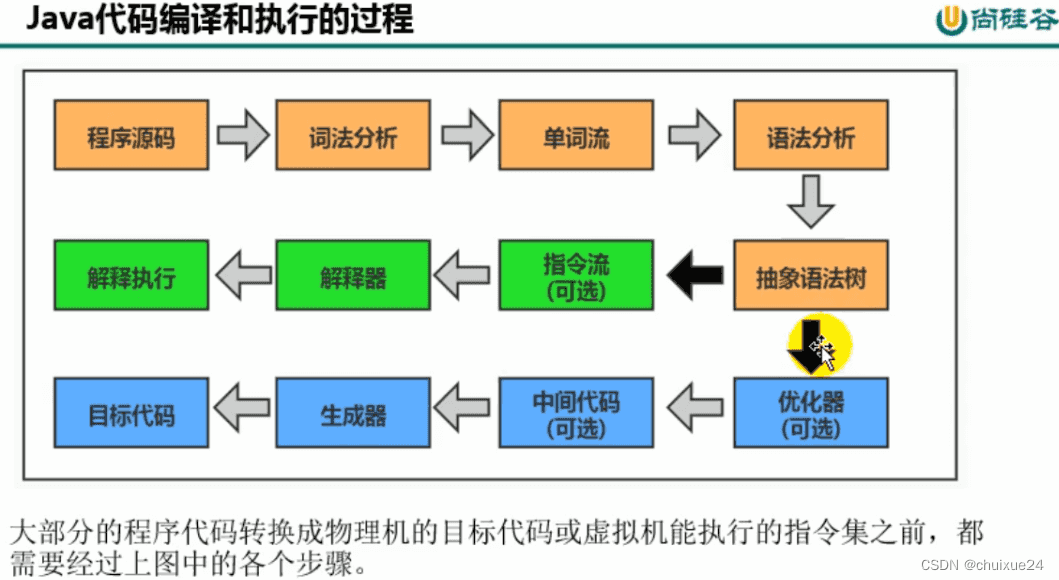 Java代码编译和执行的过程
尚硅谷
程序源码
词法分析
单词流
语法分析
解释执行
解释器
指令流
(可选)
抽象语法树
目标代码
生成器
中间代码
(可选)
优化器
(可选)
大部分的程序代码转换成物理机的目标代码或虚拟机能执行的指令集之前，都
需要经过上图中的各个步骤。
CSDN @chuixue24